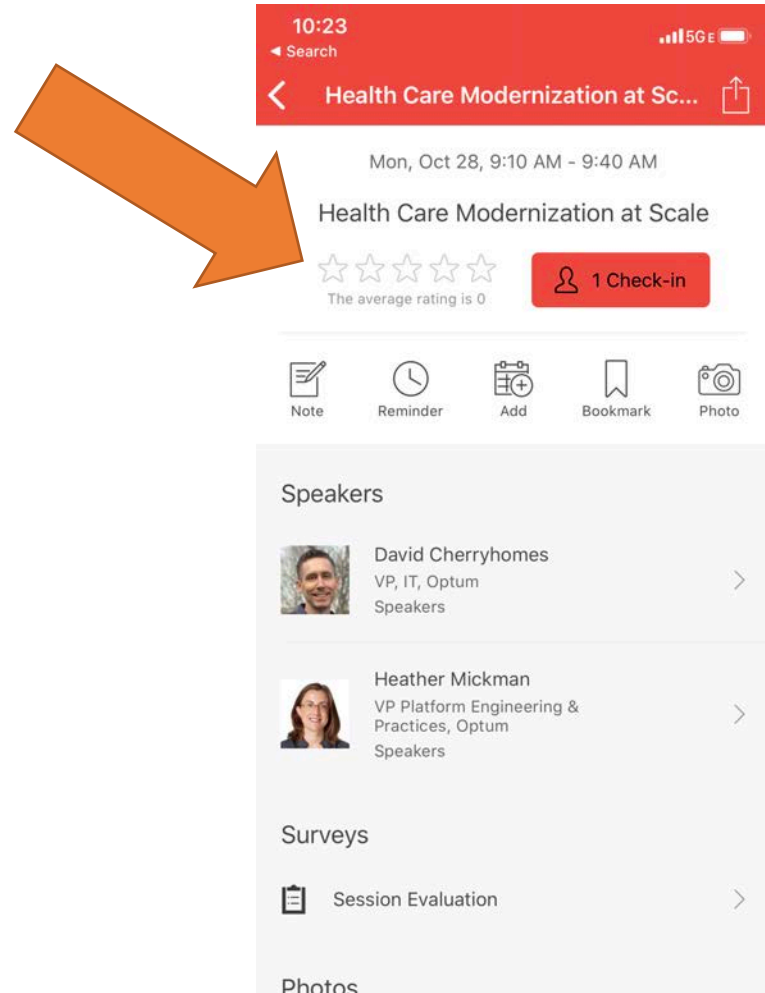 10:23
5G E
◀ Search
Health Care Modernization at Sc...
Mon, Oct 28, 9:10 AM - 9:40 AM
Health Care Modernization at Scale
The average rating is 0
1 Check-in
Note Reminder Add Bookmark Photo
Speakers
David Cherryhomes
VP, IT, Optum
Speakers
Heather Mickman
VP Platform Engineering &
Practices, Optum
Speakers
Surveys
Session Evaluation
Photos